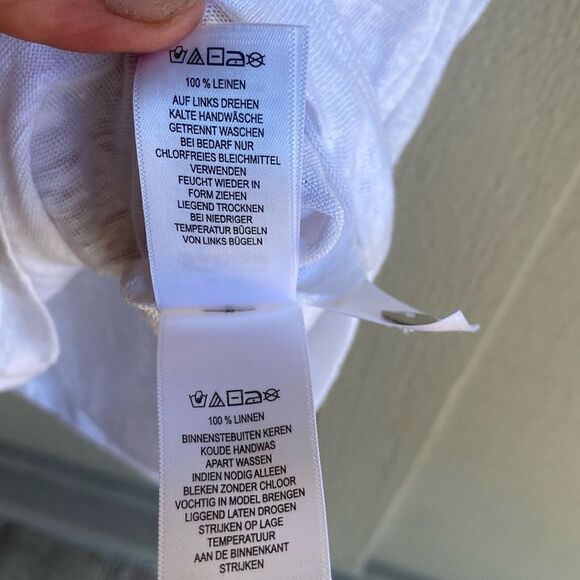 100 % LEINEN
AUF LINKS DREHEN
KALTE HANDWÄSCHE
GETRENNT WASCHEN
BEI BEDARF NUR
CHLORFREIES BLEICHMITTEL
VERWENDEN
FEUCHT WIEDER IN
FORM ZIEHEN
LIEGEND TROCKNEN
BEI NIEDRIGER
TEMPERATUR BÜGELN
VON LINKS BÜGELN
100 % LINNEN
BINNENSTEBUITEN KEREN
KOUDE HANDWAS
APART WASSEN
INDIEN NODIG ALLEEN
BLEKEN ZONDER CHLOOR
VOCHTIG IN MODEL BRENGEN
LIGGEND LATEN DROGEN
STRIJKEN OP LAGE
TEMPERATUUR
AAN DE BINNENKANT
STRIJKEN